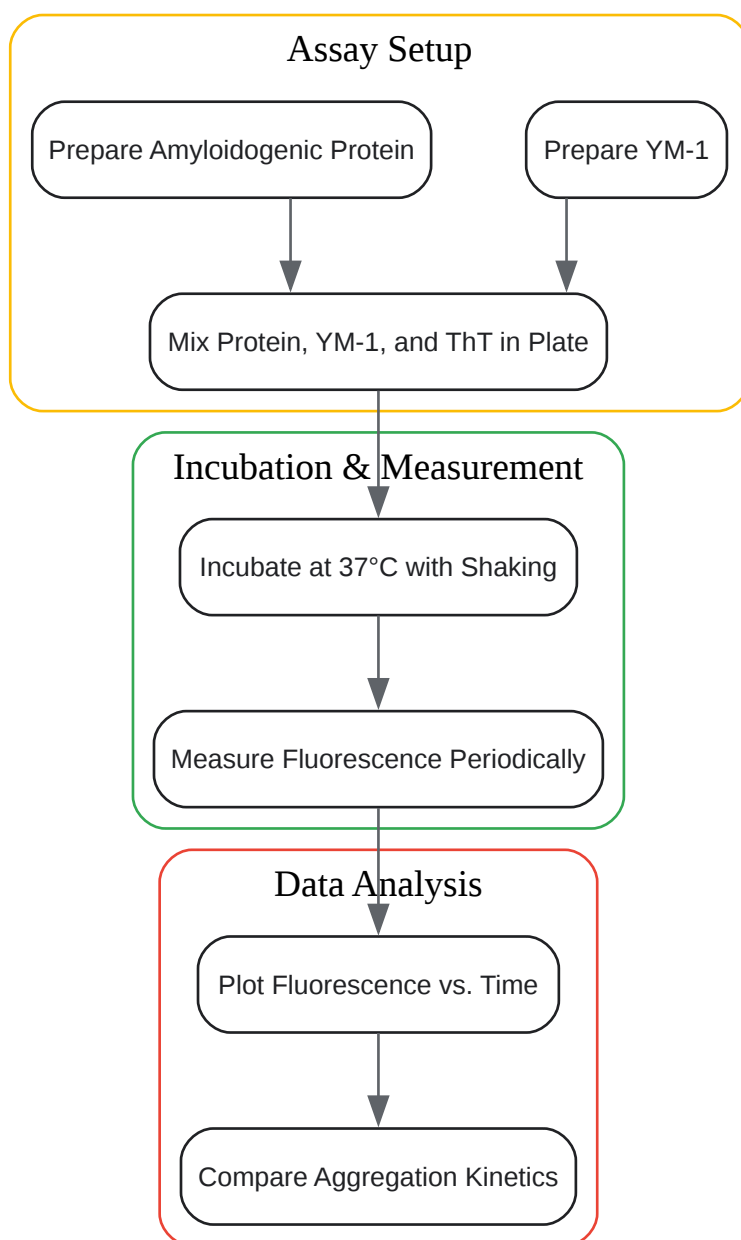 Assay Setup
Prepare Amyloidogenic Protein
Prepare YM-1
Mix Protein, YM-1, and ThT in Plate
Incubation & Measurement
Incubate at 37°C with Shaking
Measure Fluorescence Periodically
Data Analysis
Plot Fluorescence vs. Time
Compare Aggregation Kinetics